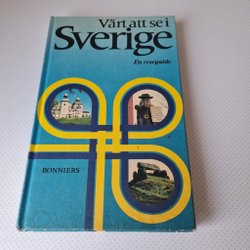 Värt att se i
Sverige
En reseguide
BONNIERS